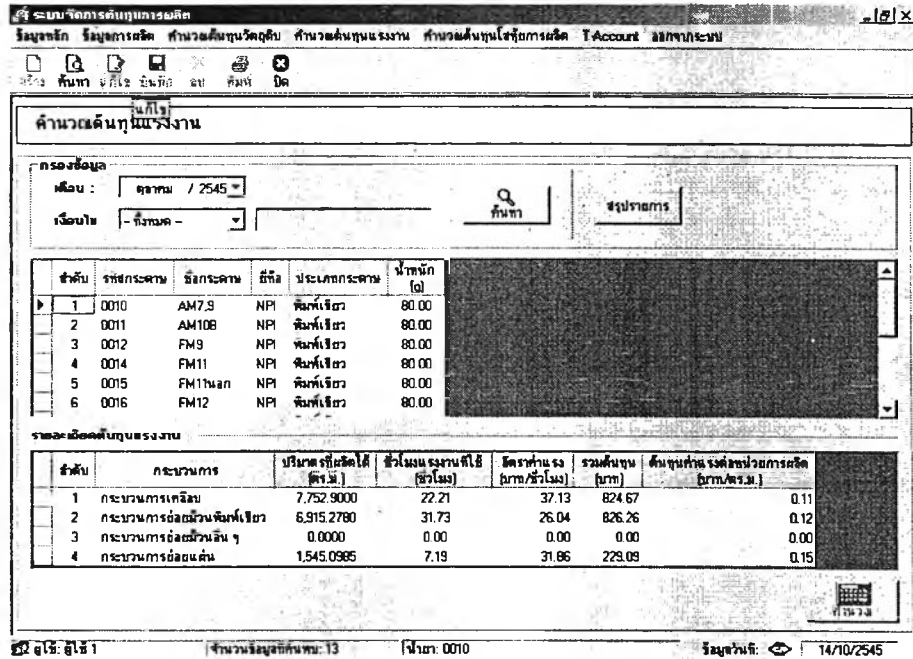 ระบบจัดการต้นทุนการผลิต
ข้อมูลหลัก ข้อมูลการผลิต คำนวณต้นทุนวัตถุดิบ คำนวณต้นทุนแรงงาน คำนวณต้นทุนโสหุ้ยการผลิต T-Account ออกจากระบบ
สร้าง ค้นหา แก้ไข บันทึก ลบ พิมพ์ ปิด
แก้ไข
คำนวณต้นทุนแรงงาน
กรองข้อมูล
เดือน : ตุลาคม / 2545
เงื่อนไข - ทั้งหมด -
ค้นหา
สรุปรายการ
ลำดับ รหัสกระดาษ ชื่อกระดาษ ยี่ห้อ ประเภทกระดาษ น้ำหนัก [g]
1 0010 AM7,9 NPI พิมพ์เขียว 80.00
2 0011 AM10B NPI พิมพ์เขียว 80.00
3 0012 FM9 NPI พิมพ์เขียว 80.00
4 0014 FM11 NPI พิมพ์เขียว 80.00
5 0015 FM11นอก NPI พิมพ์เขียว 80.00
6 0016 FM12 NPI พิมพ์เขียว 80.00
รายละเอียดต้นทุนแรงงาน
ลำดับ กระบวนการ ปริมาตรที่ผลิตได้ [ตร.ม.] ชั่วโมงแรงงานที่ใช้ [ชั่วโมง] อัตราค่าแรง [บาท/ชั่วโมง] รวมต้นทุน [บาท] ต้นทุนค่าแรงต่อหน่วยการผลิต [บาท/ตร.ม.]
1 กระบวนการเคลือบ 7,752.9000 22.21 37.13 824.67 0.11
2 กระบวนการย่อยม้วนพิมพ์เขียว 6,915.2780 31.73 26.04 826.26 0.12
3 กระบวนการย่อยม้วนอื่น ๆ 0.0000 0.00 0.00 0.00 0.00
4 กระบวนการย่อยแผ่น 1,545.0985 7.19 31.86 229.09 0.15
คำนวณ
ผู้ใช้: ผู้ใช้ 1 จำนวนข้อมูลที่ค้นพบ: 13 น้ำยา: 0010 ข้อมูลวันที่: 14/10/2545